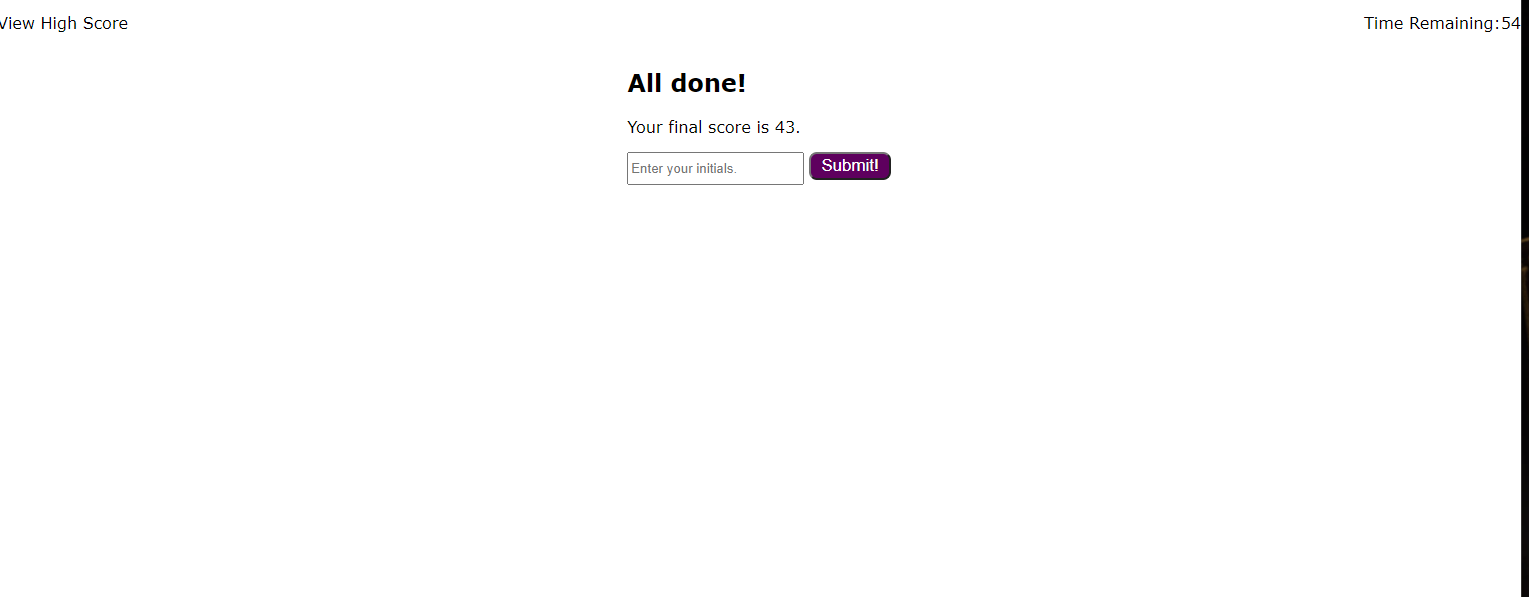 View High Score
Time Remaining:54
All done!
Your final score is 43.
Enter your initials.
Submit!